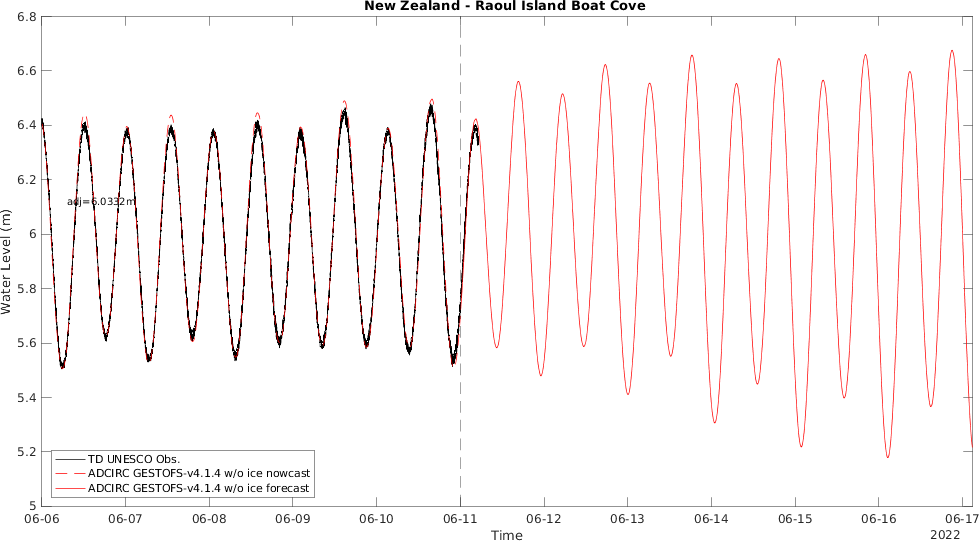 New Zealand - Raoul Island Boat Cove
6.8
6.6
6.4
6.2
6
5.8
5.6
5.4
5.2
5
Water Level (m)
adj=6.0332m
TD UNESCO Obs.
ADCIRC GESTOFS-v4.1.4 w/o ice nowcast
ADCIRC GESTOFS-v4.1.4 w/o ice forecast
06-06 06-07 06-08 06-09 06-10 06-11 06-12 06-13 06-14 06-15 06-16 06-17
Time
2022